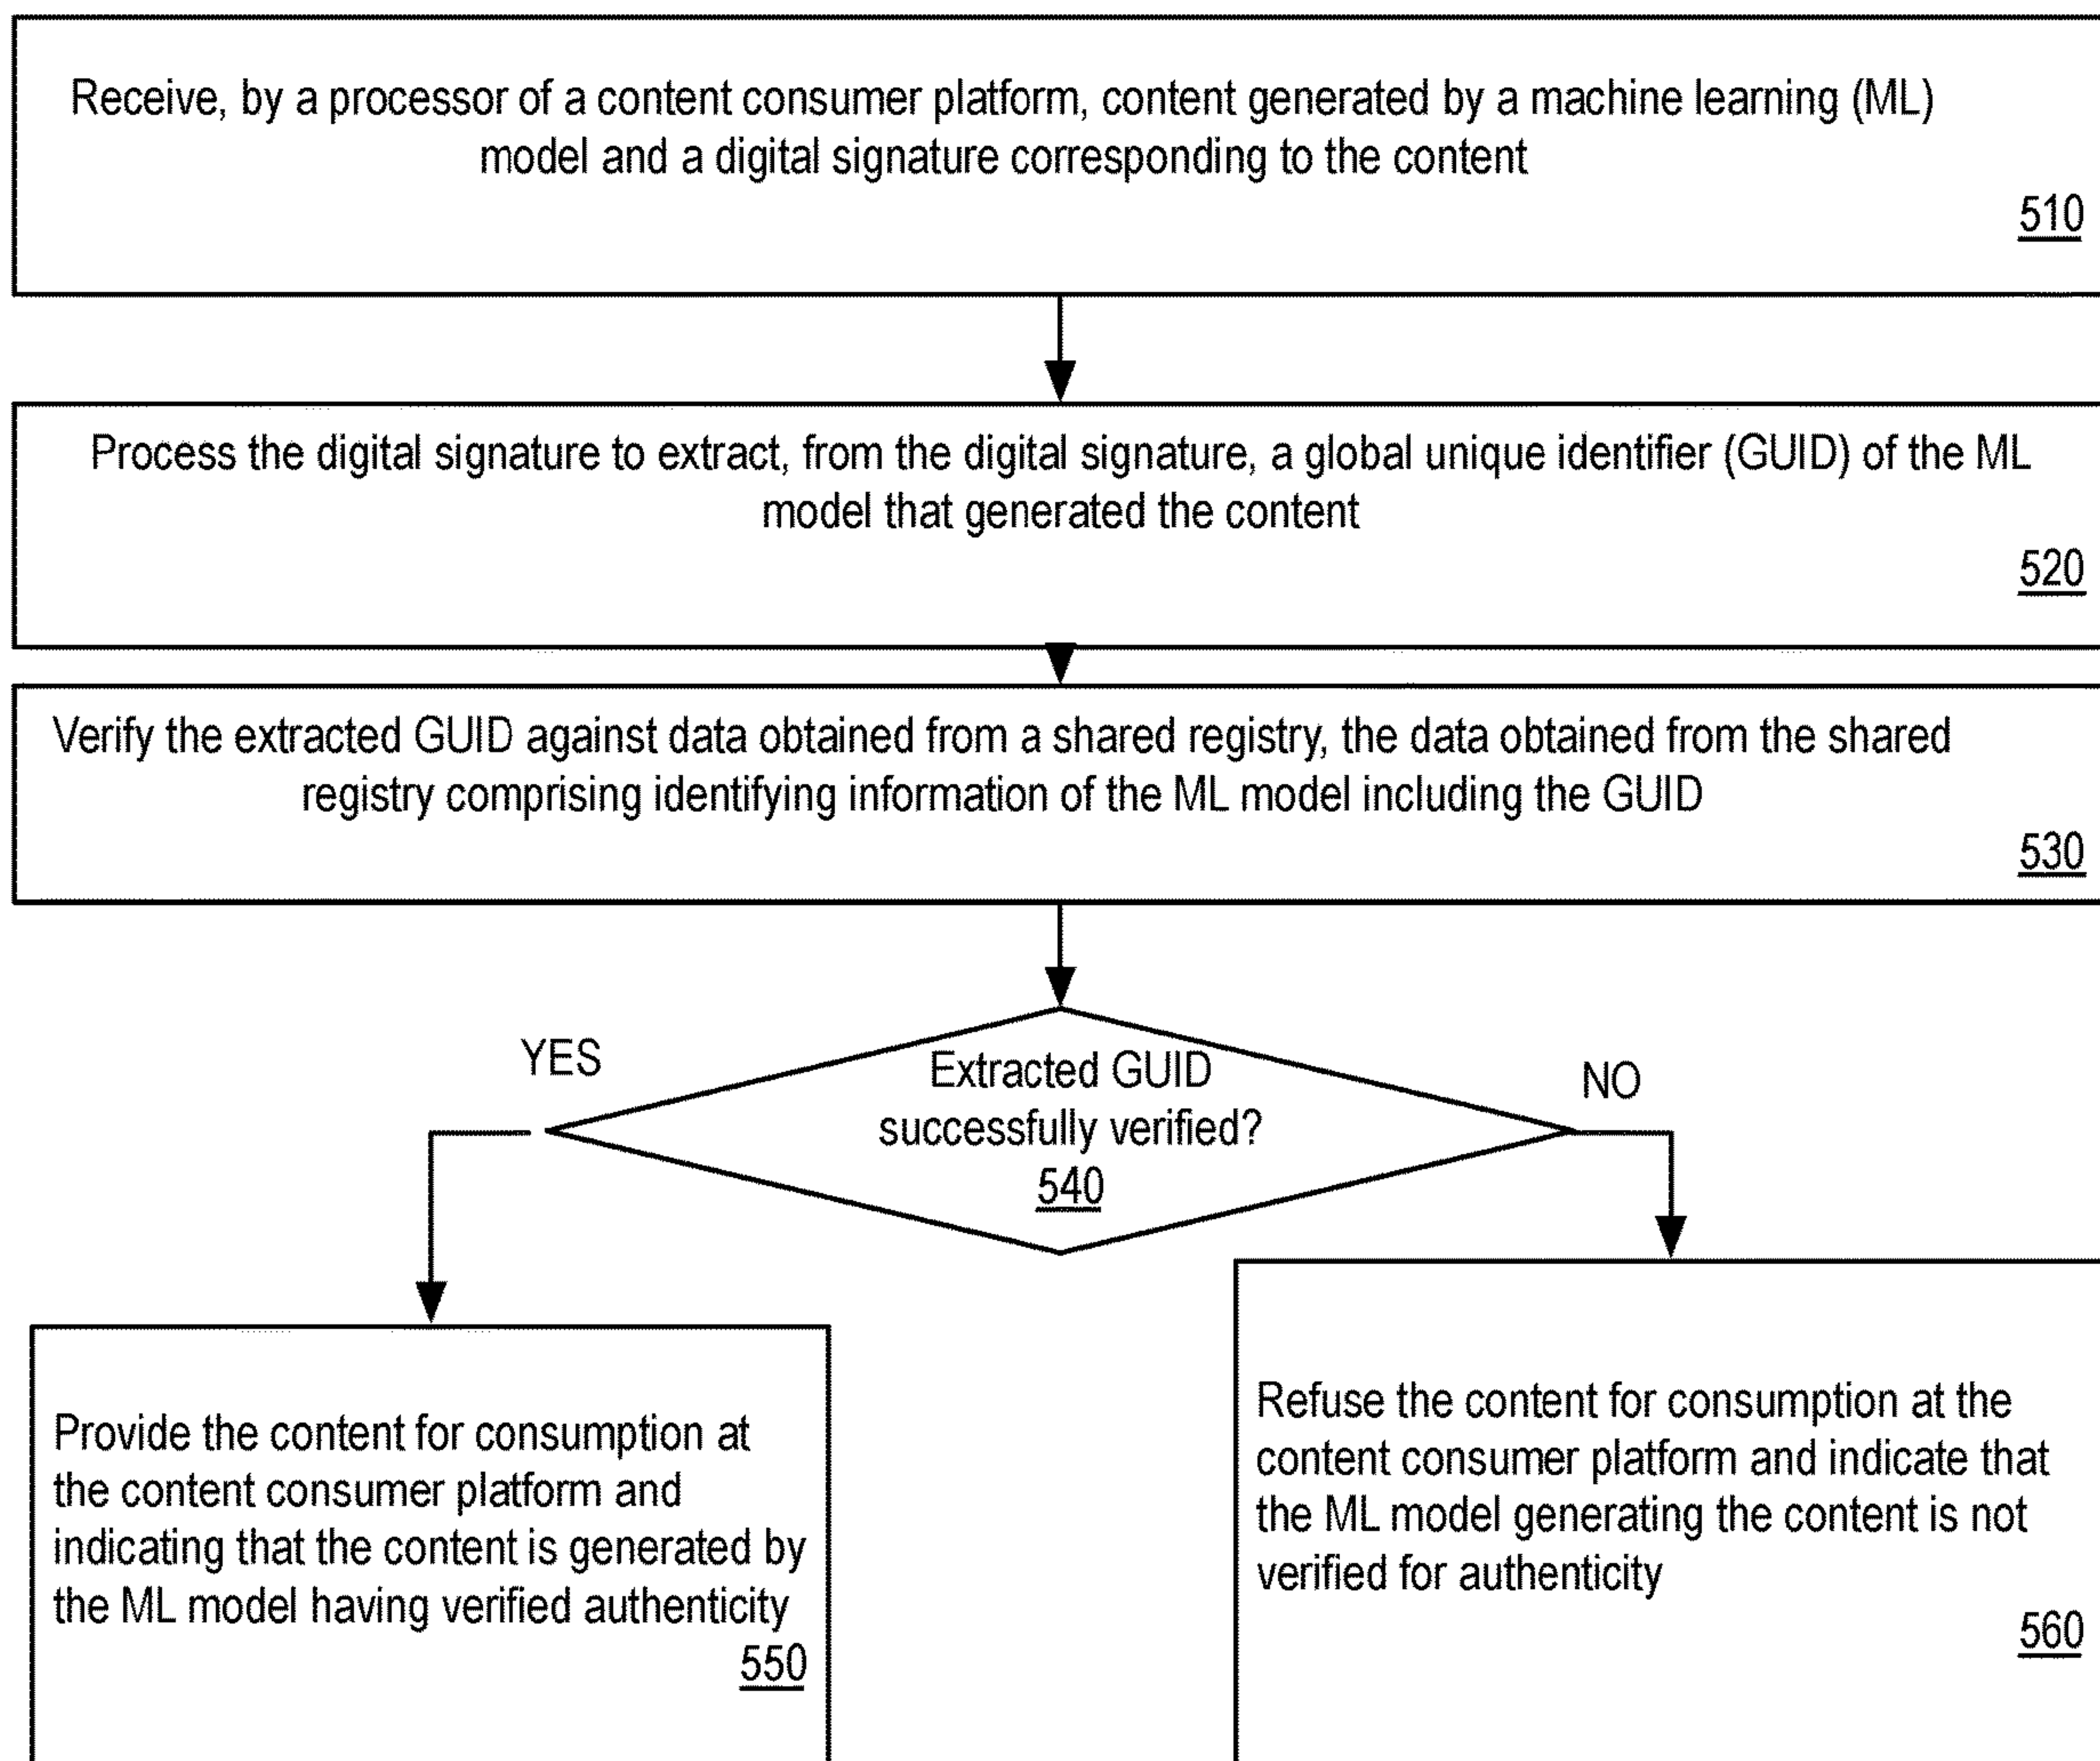 Receive, by a processor of a content consumer platform, content generated by a machine learning (ML)
model and a digital signature corresponding to the content
510
Process the digital signature to extract, from the digital signature, a global unique identifier (GUID) of the ML
model that generated the content
520
Verify the extracted GUID against data obtained from a shared registry, the data obtained from the shared
registry comprising identifying information of the ML model including the GUID
530
YES
Extracted GUID
successfully verified?
540
NO
Provide the content for consumption at
the content consumer platform and
indicating that the content is generated by
the ML model having verified authenticity
550
Refuse the content for consumption at the
content consumer platform and indicate that
the ML model generating the content is not
verified for authenticity
560